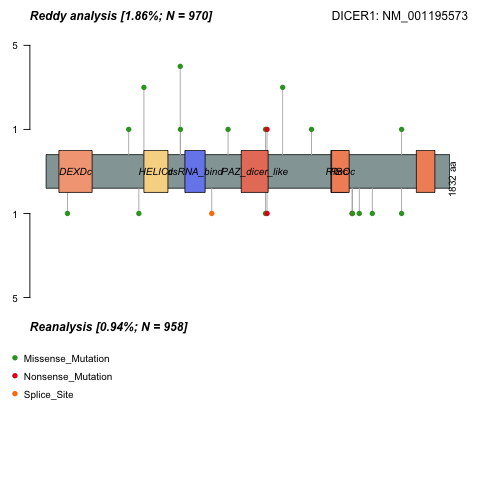 Reddy analysis [1.86%; N = 970]
DICER1: NM_001195573
5
1
DEXDc
HELICc
dsRNA_bind
PAZ_dicer_like
RIBOc
1832 aa
1
5
Reanalysis [0.94%; N = 958]
Missense_Mutation
Nonsense_Mutation
Splice_Site